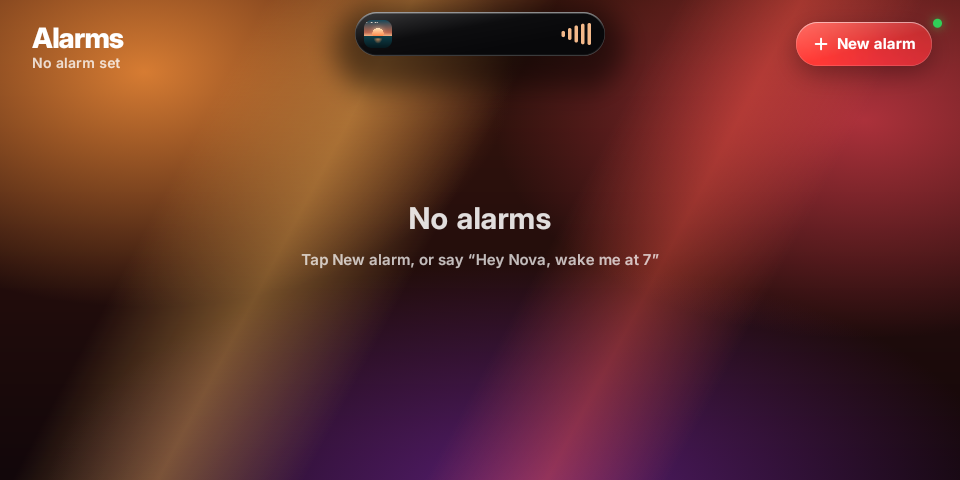 Alarms
No alarm set
New alarm
No alarms
Tap New alarm, or say “Hey Nova, wake me at 7”